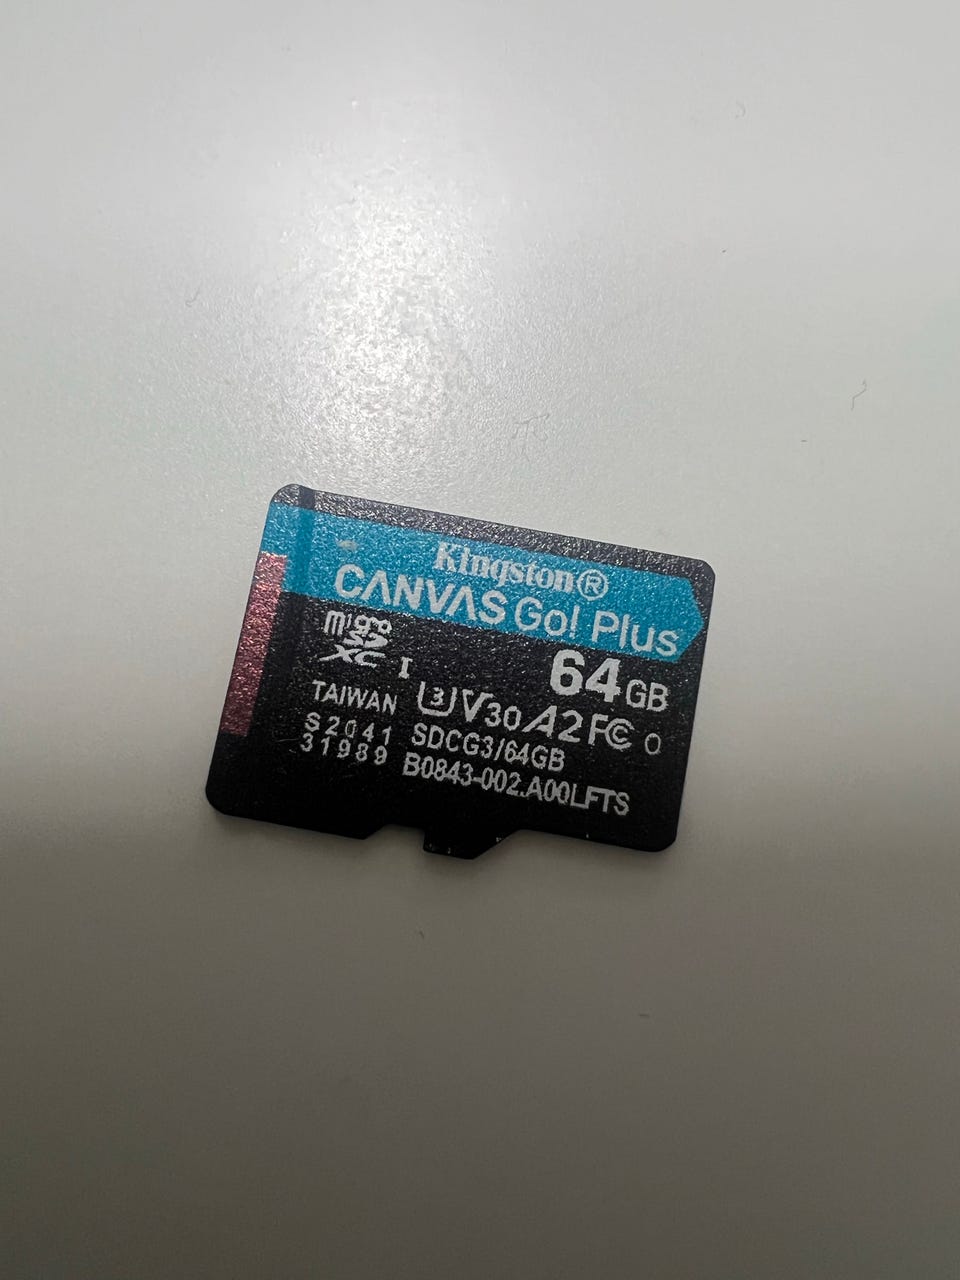 Kingston®
CANVAS Go! Plus
micro SD XC I
64GB
TAIWAN
U3 V30 A2 FC
S2041
SDCG3/64GB
31989
B0843-002.A00LFTS